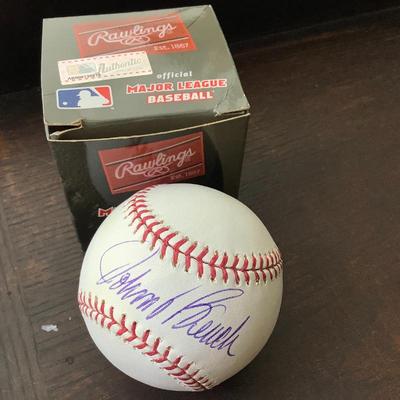 Rawlings
EST. 1887
Authentic
official
MAJOR LEAGUE
BASEBALL
Rawlings
EST. 1887
Johnny Bench